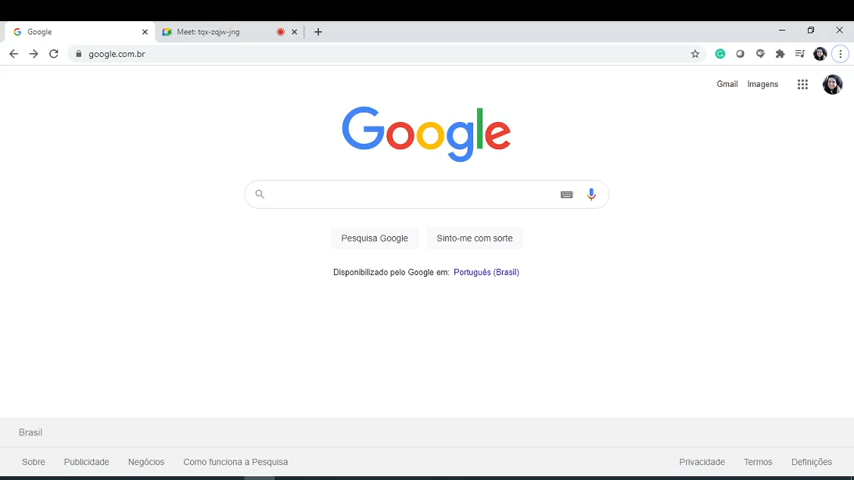 Google
Meet: tqx-zqjw-jng
google.com.br
Gmail Imagens
Google
Pesquisa Google Sinto-me com sorte
Disponibilizado pelo Google em: Português (Brasil)
Brasil
Sobre Publicidade Negócios Como funciona a Pesquisa Privacidade Termos Definições